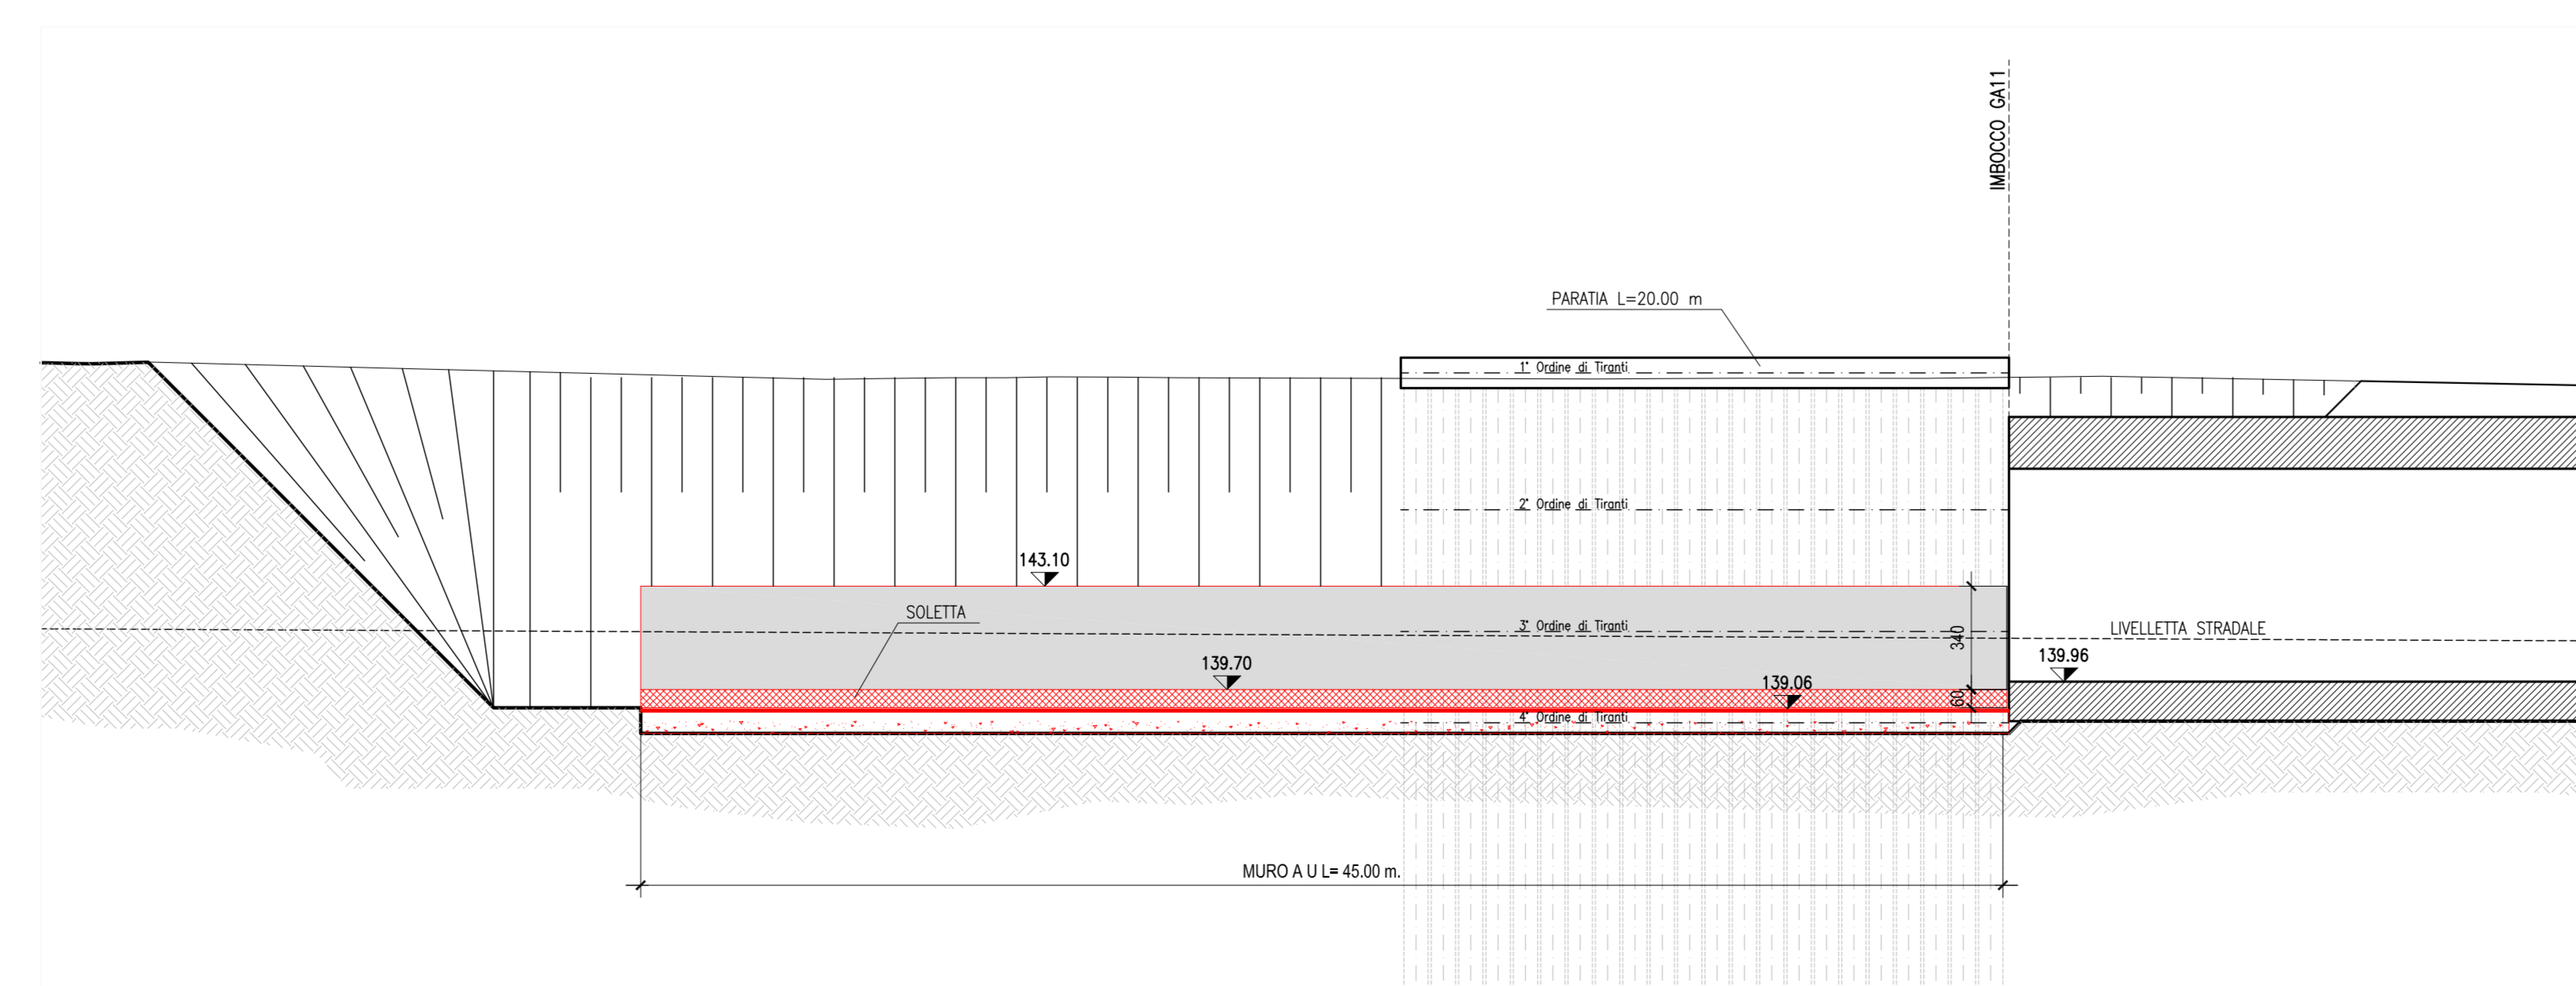 IMBOCCO GA11
PARATIA L=20.00 m
1° Ordine di Tiranti
2° Ordine di Tiranti
143.10
SOLETTA
3° Ordine di Tiranti
340
LIVELLETTA STRADALE
139.70
139.96
139.06
60
4° Ordine di Tiranti
MURO A U L= 45.00 m.